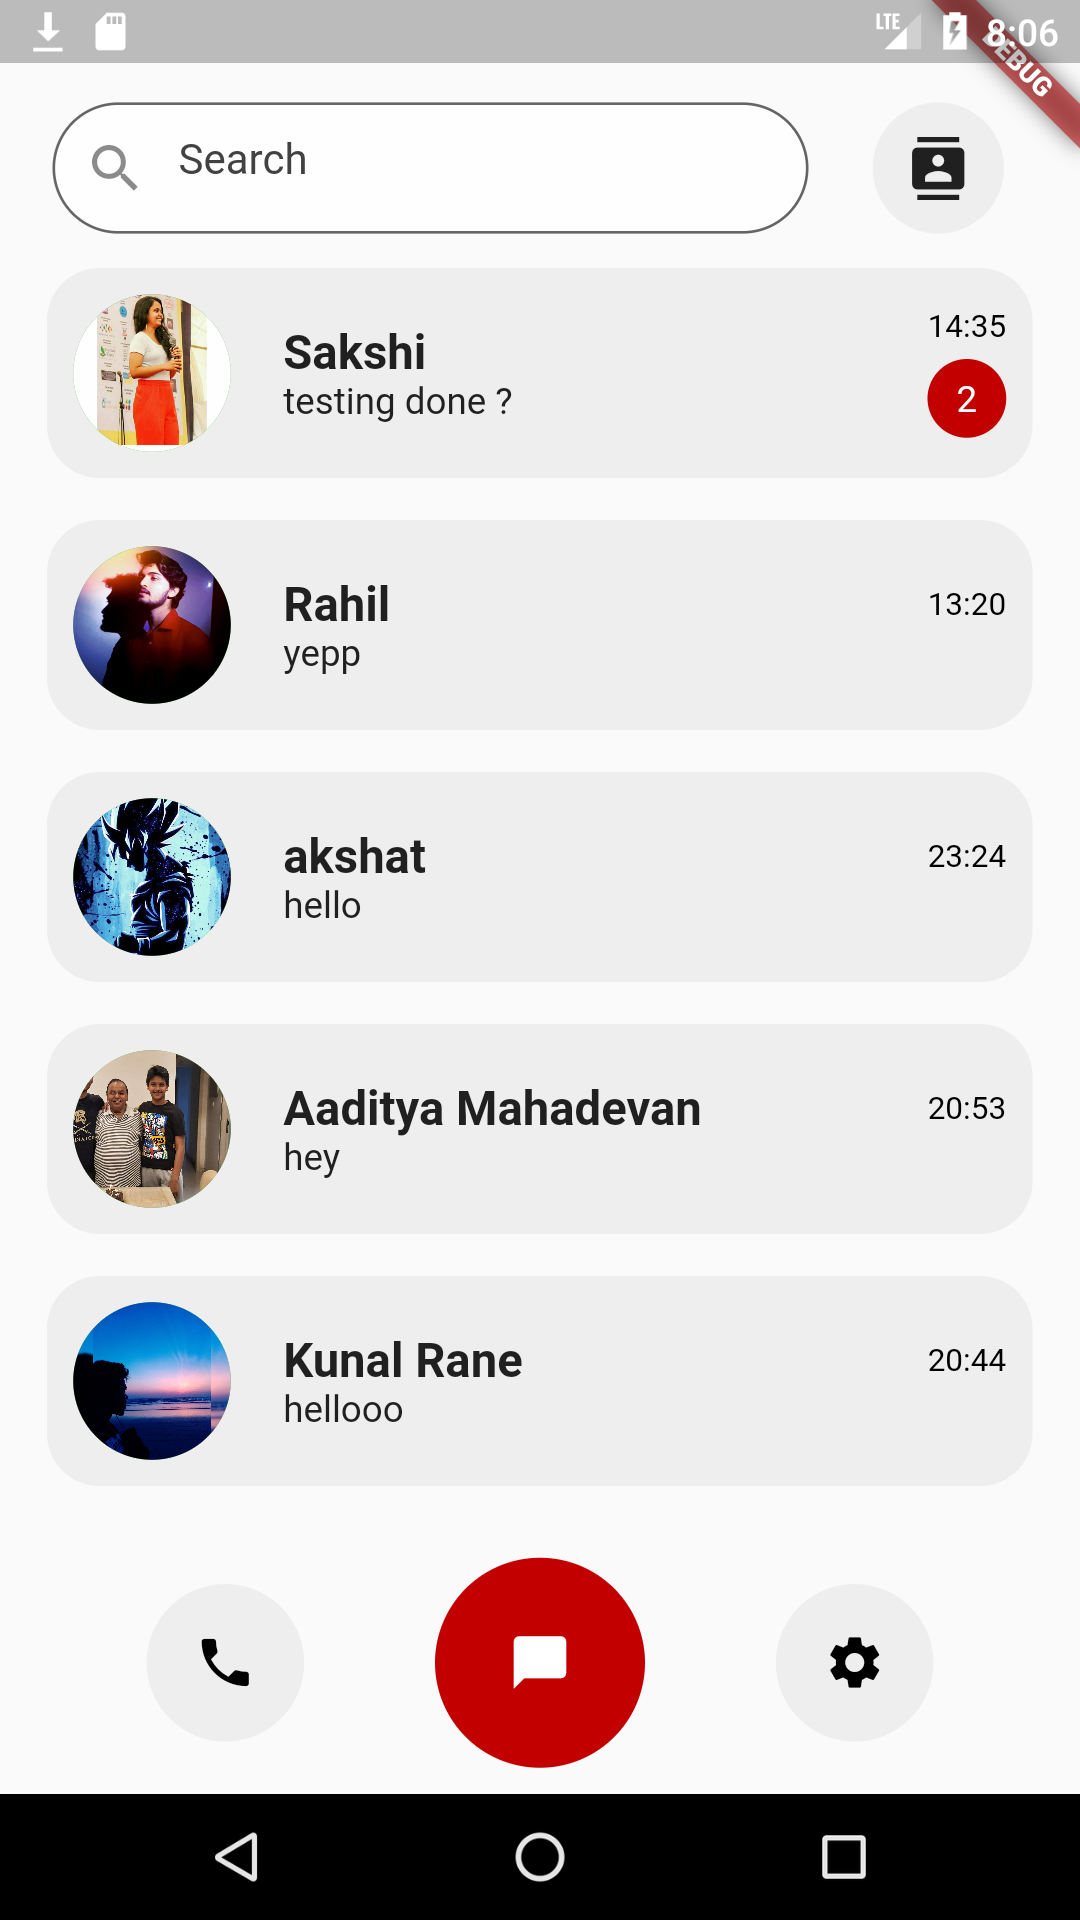 LTE 8:06
DEBUG
Search
Sakshi
14:35
testing done ?
2
Rahil
13:20
yepp
akshat
23:24
hello
Aaditya Mahadevan
20:53
hey
Kunal Rane
20:44
hellooo